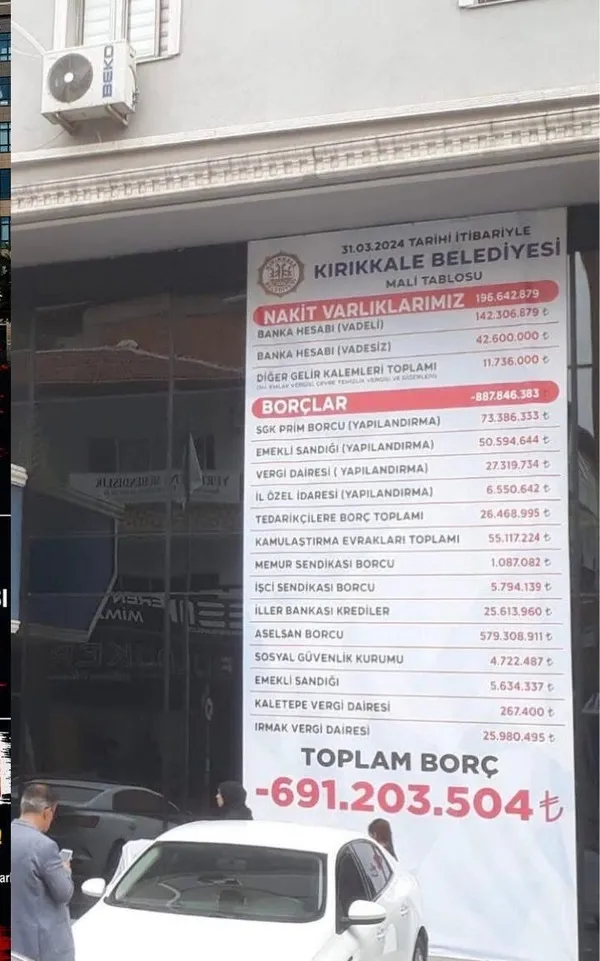 BEKO
31.03.2024 TARİHİ İTİBARİYLE
KIRIKKALE BELEDİYESİ
MALİ TABLOSU
NAKİT VARLIKLARIMIZ 196.642.879
BANKA HESABI (VADELİ) 142.306.879 ₺
BANKA HESABI (VADESİZ) 42.600.000 ₺
DİĞER GELİR KALEMLERİ TOPLAMI 11.736.000 ₺
BORÇLAR -887.846.383 ₺
SGK PRİM BORCU (YAPILANDIRMA) 73.386.333 ₺
EMEKLİ SANDIĞI (YAPILANDIRMA) 50.594.644 ₺
VERGİ DAİRESİ ( YAPILANDIRMA) 27.319.734 ₺
İL ÖZEL İDARESİ (YAPILANDIRMA) 6.550.642 ₺
TEDARİKÇİLERE BORÇ TOPLAMI 26.468.995 ₺
KAMULAŞTIRMA EVRAKLARI TOPLAMI 55.117.224 ₺
MEMUR SENDİKASI BORCU 1.087.082 ₺
İŞÇİ SENDİKASI BORCU 5.794.139 ₺
İLLER BANKASI KREDİLER 25.613.960 ₺
ASELSAN BORCU 579.308.911 ₺
SOSYAL GÜVENLİK KURUMU 4.722.487 ₺
EMEKLİ SANDIĞI 5.634.337 ₺
KALETEPE VERGİ DAİRESİ 267.400 ₺
IRMAK VERGİ DAİRESİ 25.980.495 ₺
TOPLAM BORÇ
-691.203.504 ₺